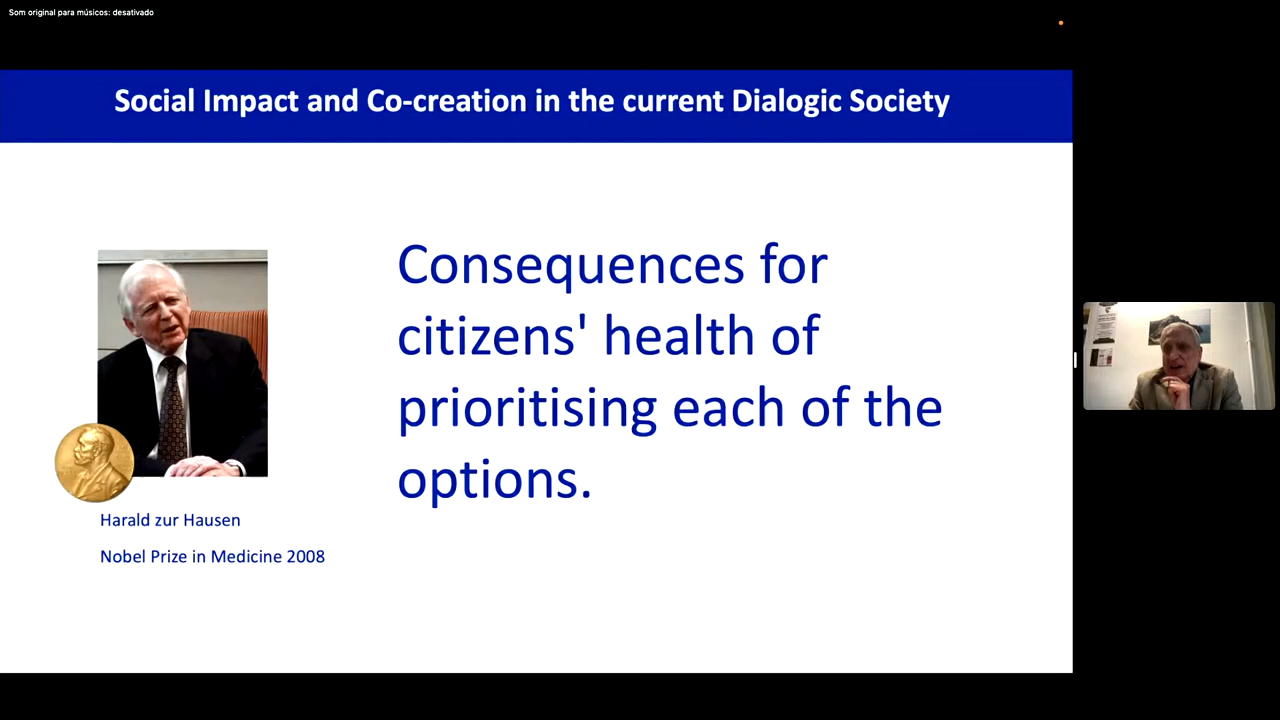 Som original para músicos: desativado
Social Impact and Co-creation in the current Dialogic Society
Consequences for
citizens' health of
prioritising each of the
options.
Harald zur Hausen
Nobel Prize in Medicine 2008